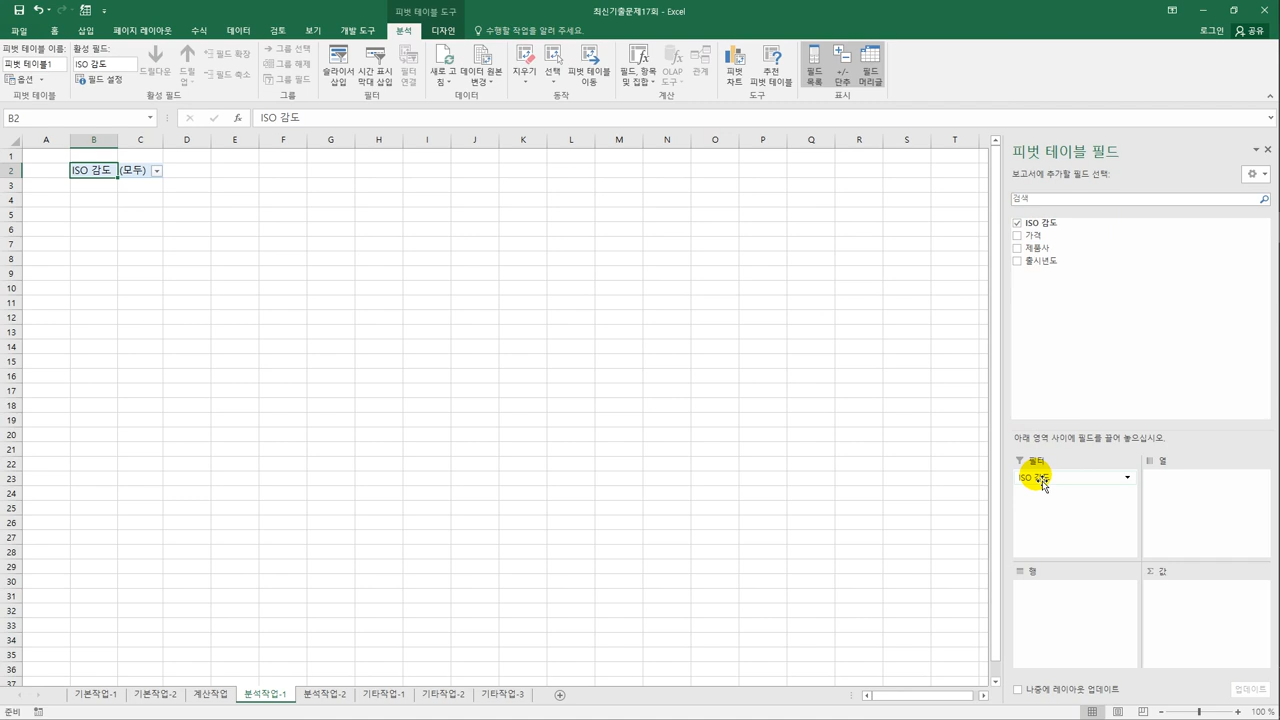 피벗 테이블 도구
최신기출문제17회 - Excel
파일 홈 삽입 페이지 레이아웃 수식 데이터 검토 보기 개발 도구 분석 디자인 수행할 작업을 알려 주세요. 로그인 공유
피벗 테이블 이름: 활성 필드:
피벗 테이블1 ISO 감도
옵션 필드 설정
드릴다운 드릴업
필드 확장
필드 축소
그룹 선택
그룹 해제
그룹 필드
슬라이서 삽입
시간 표시 막대 삽입
필터 연결
새로 고침
데이터 원본 변경
지우기
선택
피벗 테이블 이동
필드, 항목 및 집합
OLAP 도구
관계
피벗 차트
추천 피벗 테이블
필드 목록
+/- 단추
필드 머리글
피벗 테이블 활성 필드 그룹 필터 데이터 동작 계산 도구 표시
B2 fx ISO 감도
A B C D E F G H I J K L M N O P Q R S T
1
2 ISO 감도 (모두)
3
4
5
6
7
8
9
10
11
12
13
14
15
16
17
18
19
20
21
22
23
24
25
26
27
28
29
30
31
32
33
34
35
36
37
피벗 테이블 필드
보고서에 추가할 필드 선택:
검색
ISO 감도
가격
제품사
출시년도
아래 영역 사이에 필드를 끌어 놓으십시오.
필터 열
ISO 감도
행 Σ 값
나중에 레이아웃 업데이트 업데이트
기본작업-1 기본작업-2 계산작업 분석작업-1 분석작업-2 기타작업-1 기타작업-2 기타작업-3
준비 100 %